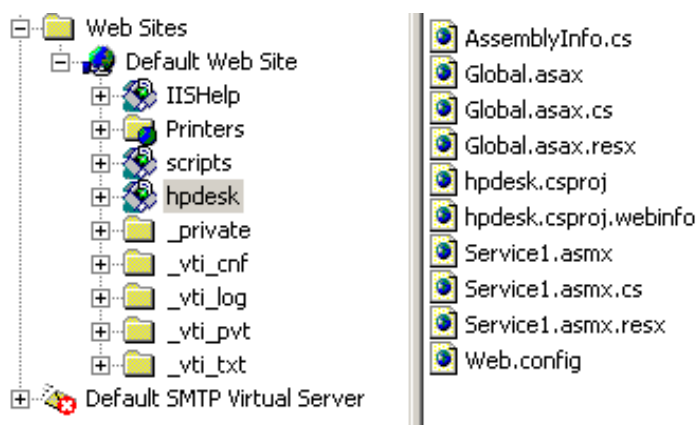 Web Sites
Default Web Site
IISHelp
Printers
scripts
hpdesk
_private
_vti_cnf
_vti_log
_vti_pvt
_vti_txt
Default SMTP Virtual Server
AssemblyInfo.cs
Global.asax
Global.asax.cs
Global.asax.resx
hpdesk.csproj
hpdesk.csproj.webinfo
Service1.asmx
Service1.asmx.cs
Service1.asmx.resx
Web.config